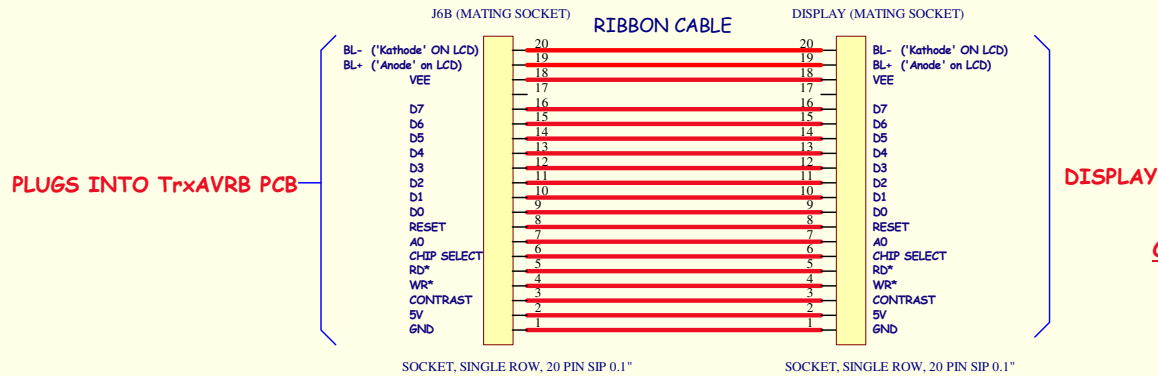 J6B (MATING SOCKET) DISPLAY (MATING SOCKET)
RIBBON CABLE
BL- ('Kathode' ON LCD) 20 20 BL- ('Kathode' ON LCD)
BL+ ('Anode' on LCD) 19 19 BL+ ('Anode' on LCD)
VEE 18 18 VEE
17 17
D7 16 16 D7
D6 15 15 D6
D5 14 14 D5
D4 13 13 D4
D3 12 12 D3
PLUGS INTO TrxAVRB PCB DISPLAY
D2 11 11 D2
D1 10 10 D1
D0 9 9 D0
RESET 8 8 RESET
A0 7 7 A0
CHIP SELECT 6 6 CHIP SELECT
RD* 5 5 RD*
WR* 4 4 WR*
CONTRAST 3 3 CONTRAST
5V 2 2 5V
GND 1 1 GND
SOCKET, SINGLE ROW, 20 PIN SIP 0.1" SOCKET, SINGLE ROW, 20 PIN SIP 0.1"